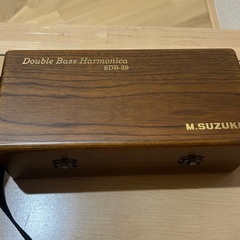 Double Bass Harmonica
SDB-29
M.SUZUKI